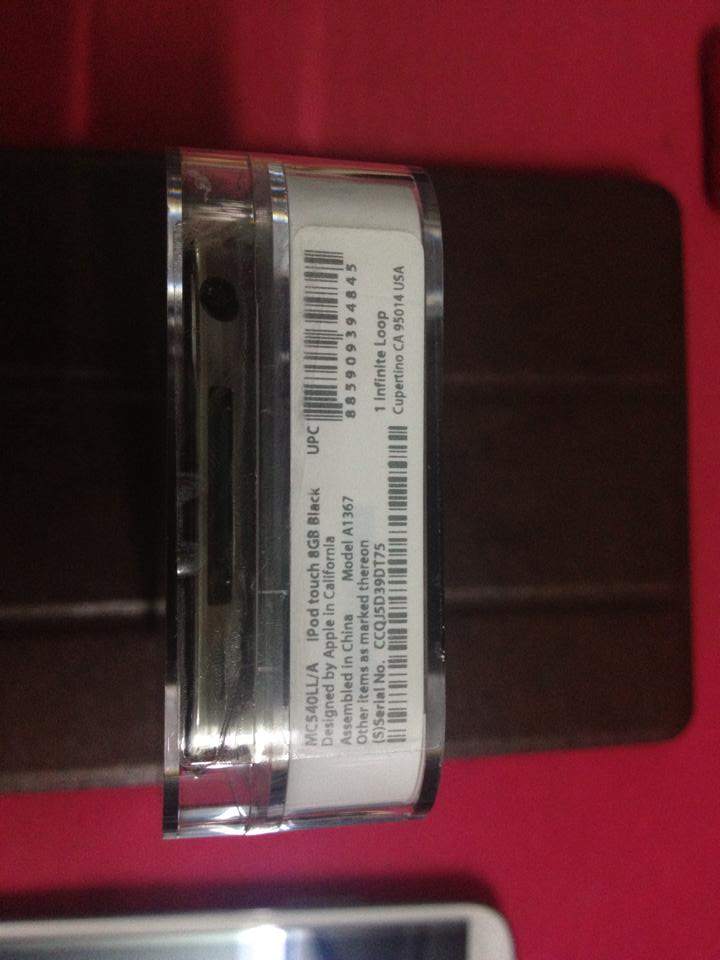 MC540LL/A iPod touch 8GB Black
Designed by Apple in California
Assembled in China Model A1367
Other items as marked thereon
(S)Serial No. CCQJ5D39DT75
UPC
885909394845
1 Infinite Loop
Cupertino CA 95014 USA